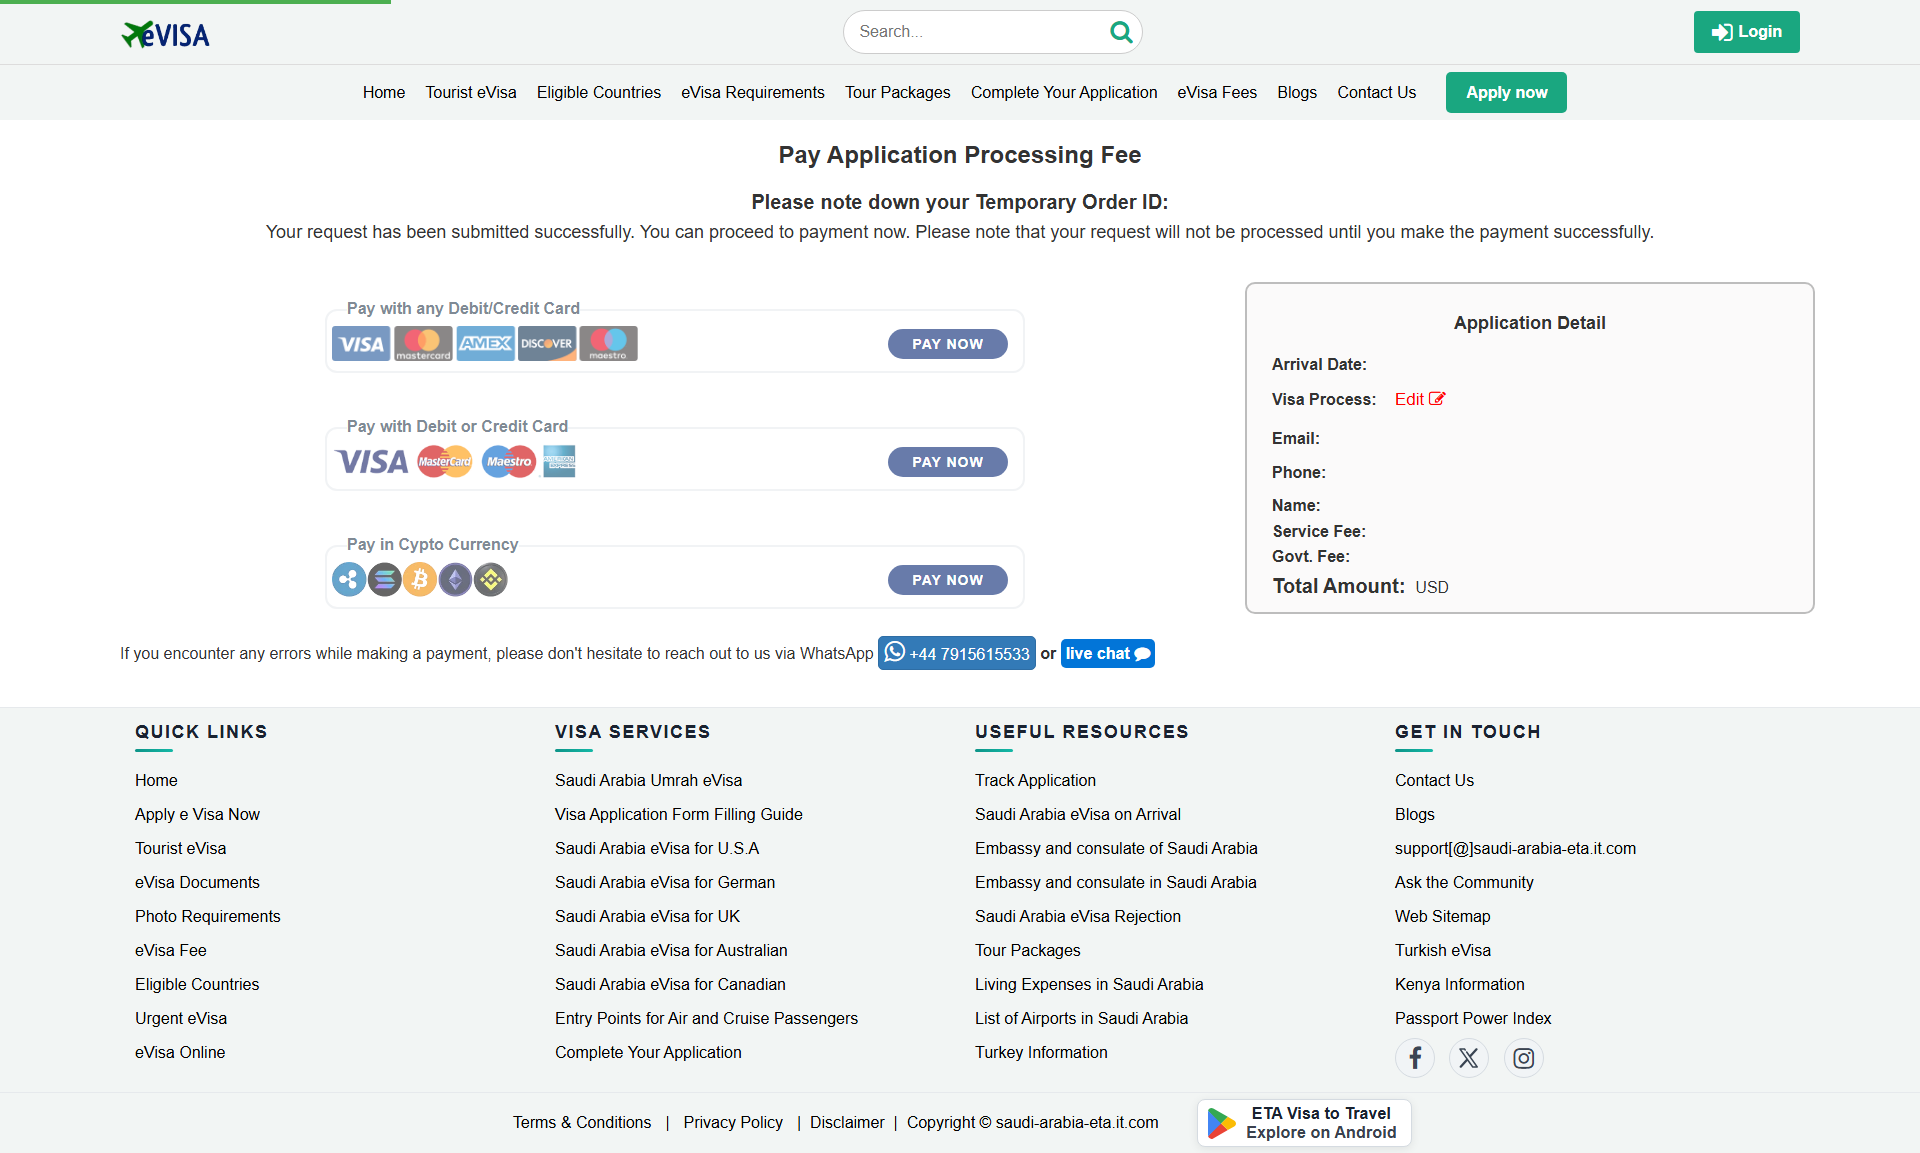 eVISA
Search...
Login
Home
Tourist eVisa
Eligible Countries
eVisa Requirements
Tour Packages
Complete Your Application
eVisa Fees
Blogs
Contact Us
Apply now
Pay Application Processing Fee
Please note down your Temporary Order ID:
Your request has been submitted successfully. You can proceed to payment now. Please note that your request will not be processed until you make the payment successfully.
Pay with any Debit/Credit Card
VISA mastercard AMEX DISCOVER maestro
PAY NOW
Pay with Debit or Credit Card
VISA MasterCard Maestro AMERICAN EXPRESS
PAY NOW
Pay in Cypto Currency
PAY NOW
Application Detail
Arrival Date:
Visa Process: Edit
Email:
Phone:
Name:
Service Fee:
Govt. Fee:
Total Amount: USD
If you encounter any errors while making a payment, please don't hesitate to reach out to us via WhatsApp +44 7915615533 or live chat
QUICK LINKS
Home
Apply e Visa Now
Tourist eVisa
eVisa Documents
Photo Requirements
eVisa Fee
Eligible Countries
Urgent eVisa
eVisa Online
VISA SERVICES
Saudi Arabia Umrah eVisa
Visa Application Form Filling Guide
Saudi Arabia eVisa for U.S.A
Saudi Arabia eVisa for German
Saudi Arabia eVisa for UK
Saudi Arabia eVisa for Australian
Saudi Arabia eVisa for Canadian
Entry Points for Air and Cruise Passengers
Complete Your Application
USEFUL RESOURCES
Track Application
Saudi Arabia eVisa on Arrival
Embassy and consulate of Saudi Arabia
Embassy and consulate in Saudi Arabia
Saudi Arabia eVisa Rejection
Tour Packages
Living Expenses in Saudi Arabia
List of Airports in Saudi Arabia
Turkey Information
GET IN TOUCH
Contact Us
Blogs
support[@]saudi-arabia-eta.it.com
Ask the Community
Web Sitemap
Turkish eVisa
Kenya Information
Passport Power Index
Terms & Conditions | Privacy Policy | Disclaimer | Copyright © saudi-arabia-eta.it.com
ETA Visa to Travel
Explore on Android